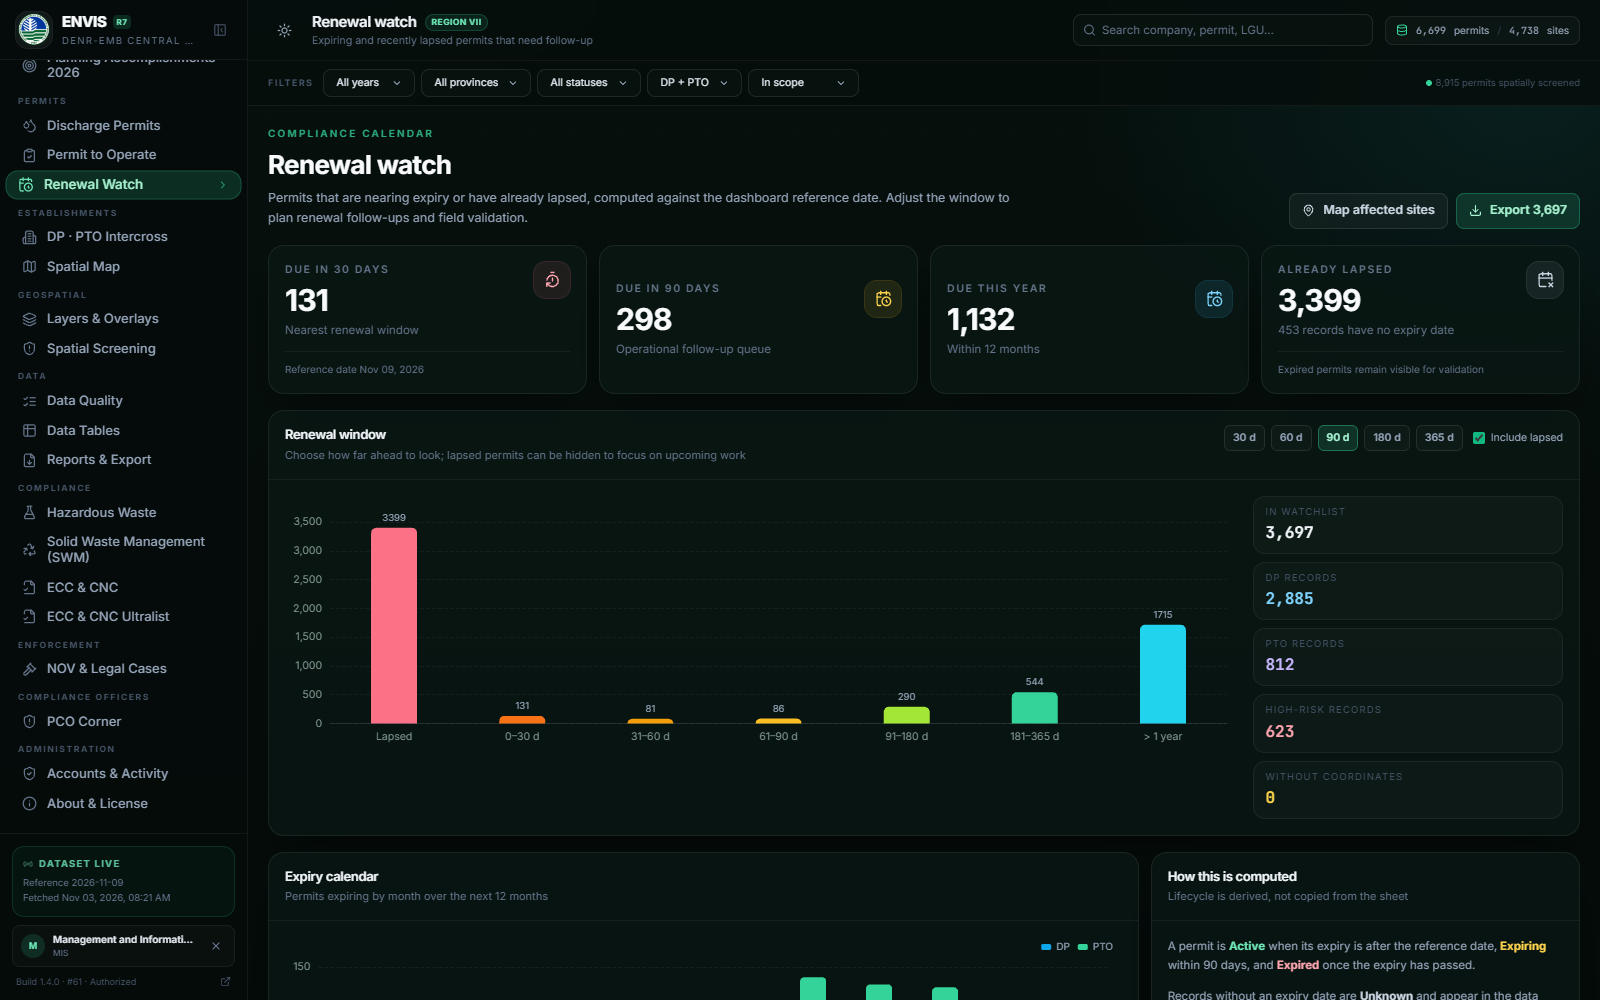 ENVIS R7
DENR-EMB CENTRAL ...
Planning Accomplishments
2026
PERMITS
Discharge Permits
Permit to Operate
Renewal Watch
ESTABLISHMENTS
DP · PTO Intercross
Spatial Map
GEOSPATIAL
Layers & Overlays
Spatial Screening
DATA
Data Quality
Data Tables
Reports & Export
COMPLIANCE
Hazardous Waste
Solid Waste Management
(SWM)
ECC & CNC
ECC & CNC Ultralist
ENFORCEMENT
NOV & Legal Cases
COMPLIANCE OFFICERS
PCO Corner
ADMINISTRATION
Accounts & Activity
About & License
DATASET LIVE
Reference 2026-11-09
Fetched Nov 03, 2026, 08:21 AM
M
Management and Informati...
MIS
Build 1.4.0 · #61 · Authorized
Renewal watch REGION VII
Expiring and recently lapsed permits that need follow-up
Search company, permit, LGU...
6,699 permits / 4,738 sites
FILTERS All years All provinces All statuses DP + PTO In scope
8,915 permits spatially screened
COMPLIANCE CALENDAR
Renewal watch
Permits that are nearing expiry or have already lapsed, computed against the dashboard reference date. Adjust the window to
plan renewal follow-ups and field validation.
Map affected sites
Export 3,697
DUE IN 30 DAYS
131
Nearest renewal window
Reference date Nov 09, 2026
DUE IN 90 DAYS
298
Operational follow-up queue
DUE THIS YEAR
1,132
Within 12 months
ALREADY LAPSED
3,399
453 records have no expiry date
Expired permits remain visible for validation
Renewal window
Choose how far ahead to look; lapsed permits can be hidden to focus on upcoming work
30 d 60 d 90 d 180 d 365 d Include lapsed
3,500
3,000
2,500
2,000
1,500
1,000
500
0
3399
131
81
86
290
544
1715
Lapsed 0–30 d 31–60 d 61–90 d 91–180 d 181–365 d > 1 year
IN WATCHLIST
3,697
DP RECORDS
2,885
PTO RECORDS
812
HIGH-RISK RECORDS
623
WITHOUT COORDINATES
0
Expiry calendar
Permits expiring by month over the next 12 months
DP PTO
150
How this is computed
Lifecycle is derived, not copied from the sheet
A permit is Active when its expiry is after the reference date, Expiring
within 90 days, and Expired once the expiry has passed.
Records without an expiry date are Unknown and appear in the data